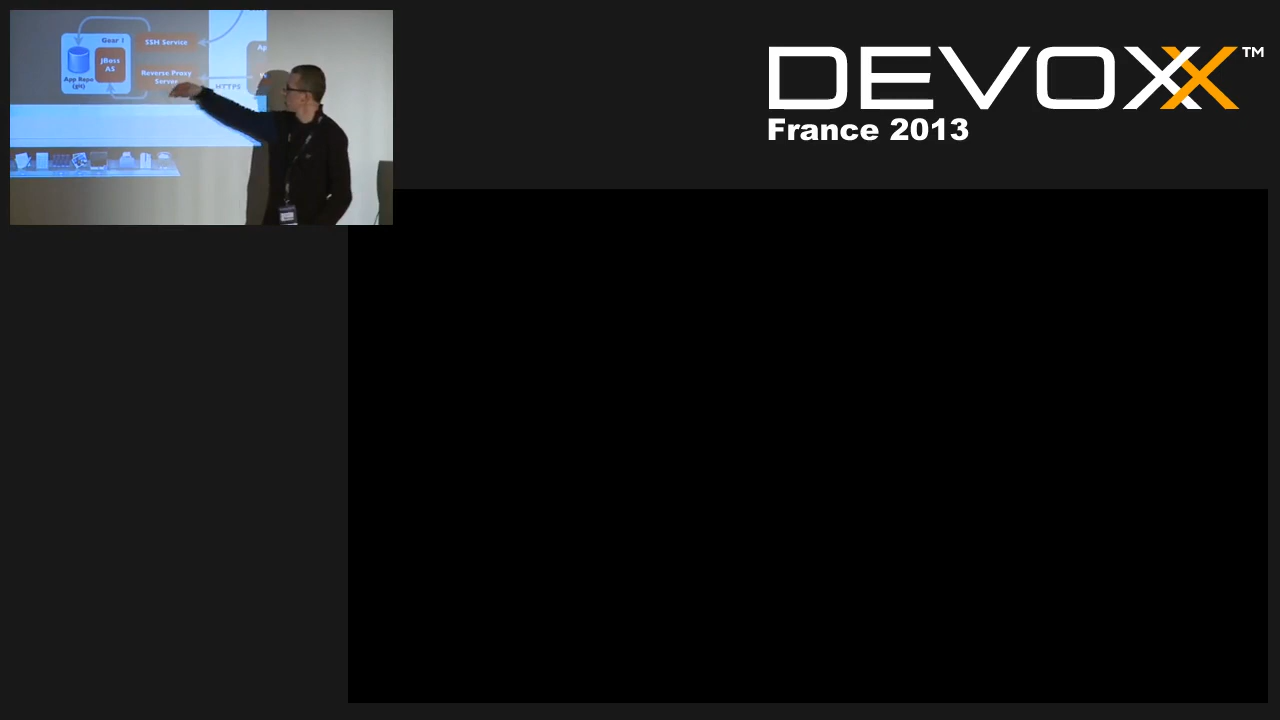 Gear 1
SSH Service
JBoss
AS
App Repo
(git)
Reverse Proxy
Server
HTTPS
DEVOXX™
France 2013